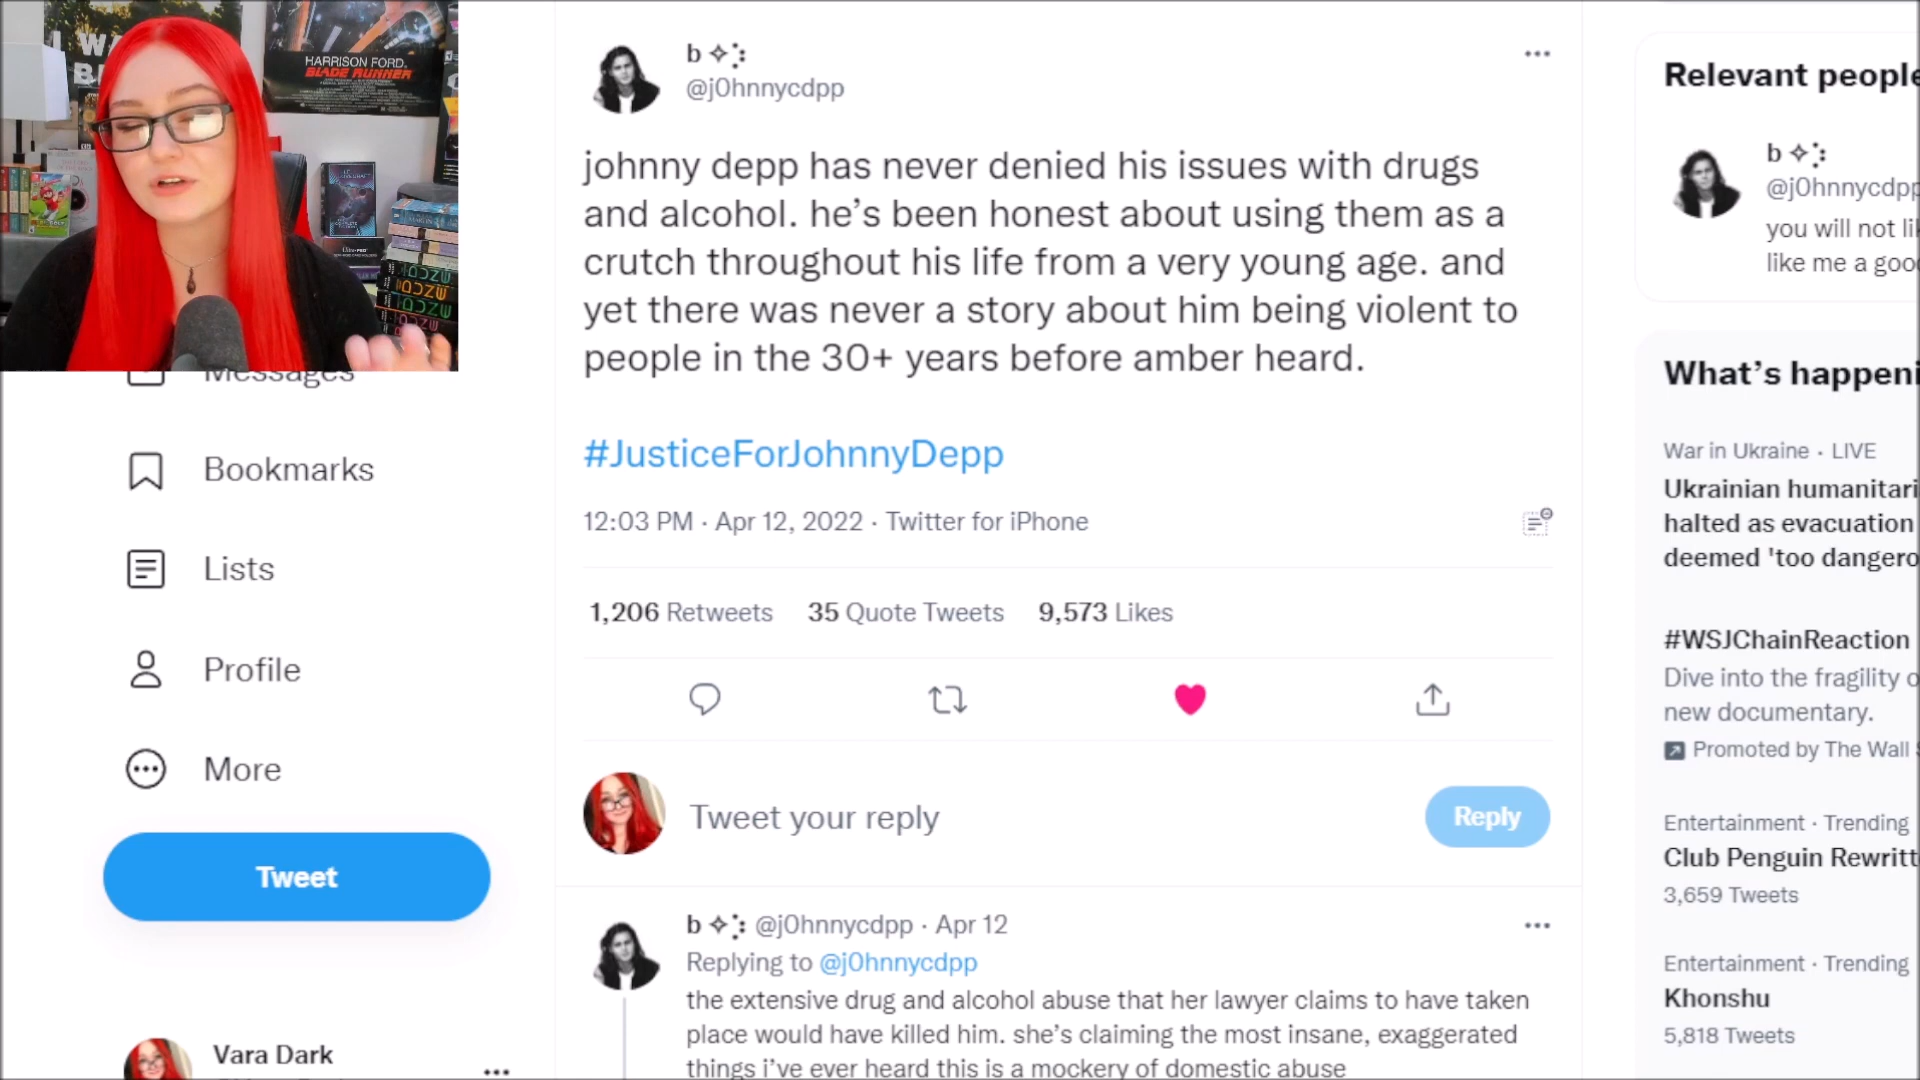 HARRISON FORD.
BLADE RUNNER
Messages
Bookmarks
Lists
Profile
More
Tweet
Vara Dark
b
@j0hnnycdpp
johnny depp has never denied his issues with drugs
and alcohol. he’s been honest about using them as a
crutch throughout his life from a very young age. and
yet there was never a story about him being violent to
people in the 30+ years before amber heard.
#JusticeForJohnnyDepp
12:03 PM · Apr 12, 2022 · Twitter for iPhone
1,206 Retweets 35 Quote Tweets 9,573 Likes
Tweet your reply
Reply
b @j0hnnycdpp · Apr 12
Replying to @j0hnnycdpp
the extensive drug and alcohol abuse that her lawyer claims to have taken
place would have killed him. she’s claiming the most insane, exaggerated
things i’ve ever heard this is a mockery of domestic abuse
Relevant people
b
@j0hnnycdpp
you will not
like me a
What’s
War in Ukraine · LIVE
Ukrainian
halted as evacuation
deemed 'too
#WSJChainReaction
Dive into the fragility
new documentary.
Promoted by The Wall
Entertainment · Trending
Club Penguin
3,659 Tweets
Entertainment · Trending
Khonshu
5,818 Tweets